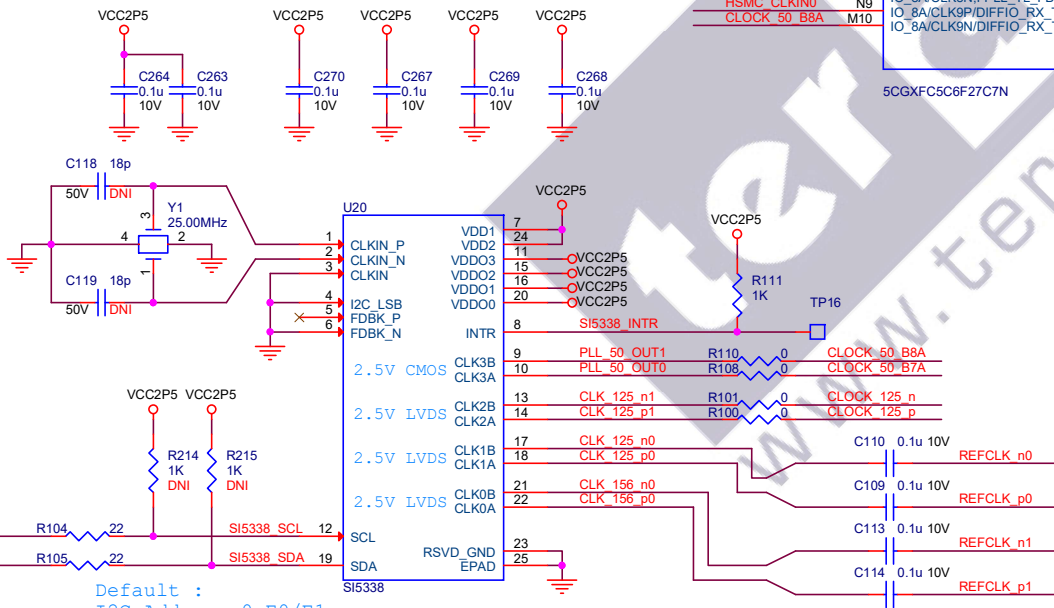 VCC2P5 VCC2P5 VCC2P5 VCC2P5 VCC2P5
HSMC_CLKIN0 N9
CLOCK_50_B8A M10 IO_8A/CLK9P/DIFFIO_RX_
IO_8A/CLK9N/DIFFIO_RX_
5CGXFC5C6F27C7N
C264 0.1u 10V
C263 0.1u 10V
C270 0.1u 10V
C267 0.1u 10V
C269 0.1u 10V
C268 0.1u 10V
C118 18p
50V DNI
Y1
25.00MHz
3
4 2
1
C119 18p
50V DNI
U20
1 CLKIN_P
2 CLKIN_N
3 CLKIN
4 I2C_LSB
5 FDBK_P
6 FDBK_N
VCC2P5
VDD1 7
VDD2 24
VDDO3 11 VCC2P5
VDDO2 15 VCC2P5
VDDO1 16 VCC2P5
VDDO0 20 VCC2P5
VCC2P5
R111
1K
TP16
INTR 8 SI5338_INTR
2.5V CMOS
CLK3B 9 PLL_50_OUT1 R110 0 CLOCK_50_B8A
CLK3A 10 PLL_50_OUT0 R108 0 CLOCK_50_B7A
2.5V LVDS
CLK2B 13 CLK_125_n1 R101 0 CLOCK_125_n
CLK2A 14 CLK_125_p1 R100 0 CLOCK_125_p
2.5V LVDS
CLK1B 17 CLK_125_n0
CLK1A 18 CLK_125_p0
2.5V LVDS
CLK0B 21 CLK_156_n0
CLK0A 22 CLK_156_p0
C110 0.1u 10V REFCLK_n0
C109 0.1u 10V REFCLK_p0
C113 0.1u 10V REFCLK_n1
C114 0.1u 10V REFCLK_p1
VCC2P5 VCC2P5
R214 1K DNI
R215 1K DNI
R104 22 SI5338_SCL 12 SCL
R105 22 SI5338_SDA 19 SDA
RSVD_GND 23
EPAD 25
SI5338
Default :
tera
www.ter